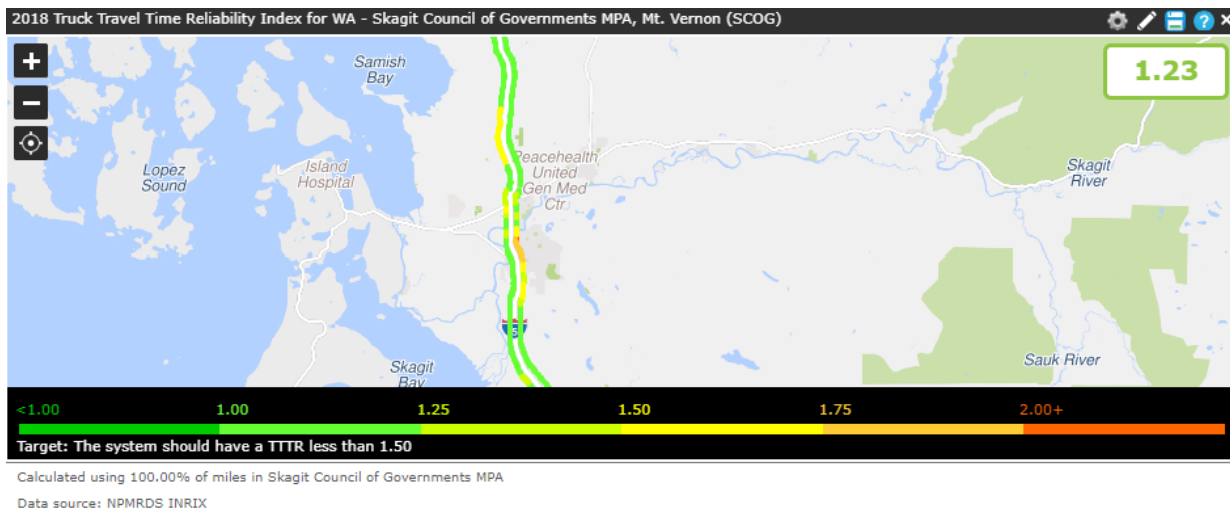 2018 Truck Travel Time Reliability Index for WA - Skagit Council of Governments MPA, Mt. Vernon (SCOG)
1.23
Samish
Bay
Lopez
Sound
Island
Hospital
Peacehealth
United
Gen Med
Ctr
Skagit
River
Skagit
Bay
Sauk River
5
<1.00 1.00 1.25 1.50 1.75 2.00+
Target: The system should have a TTTR less than 1.50
Calculated using 100.00% of miles in Skagit Council of Governments MPA
Data source: NPMRDS INRIX